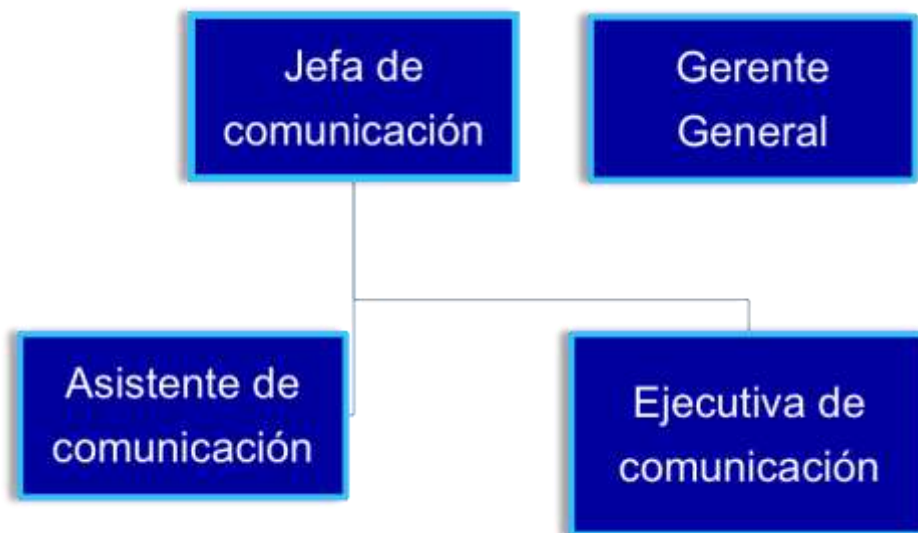 Jefa de
comunicación
Gerente
General
Asistente de
comunicación
Ejecutiva de
comunicación